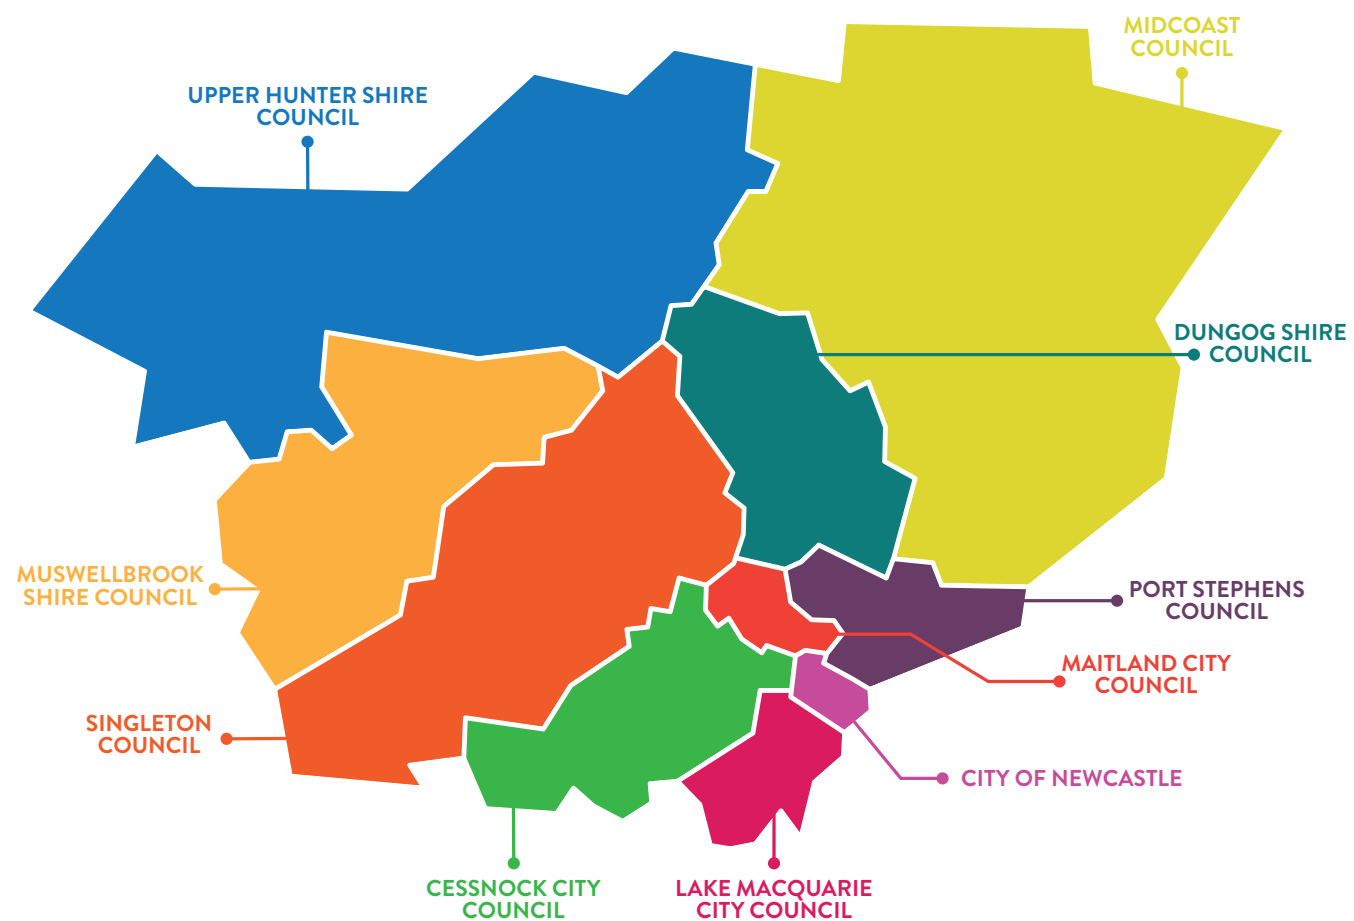 MIDCOAST
COUNCIL
UPPER HUNTER SHIRE
COUNCIL
DUNGOG SHIRE
COUNCIL
MUSWELLBROOK
SHIRE COUNCIL
PORT STEPHENS
COUNCIL
MAITLAND CITY
COUNCIL
SINGLETON
COUNCIL
CITY OF NEWCASTLE
CESSNOCK CITY
COUNCIL
LAKE MACQUARIE
CITY COUNCIL